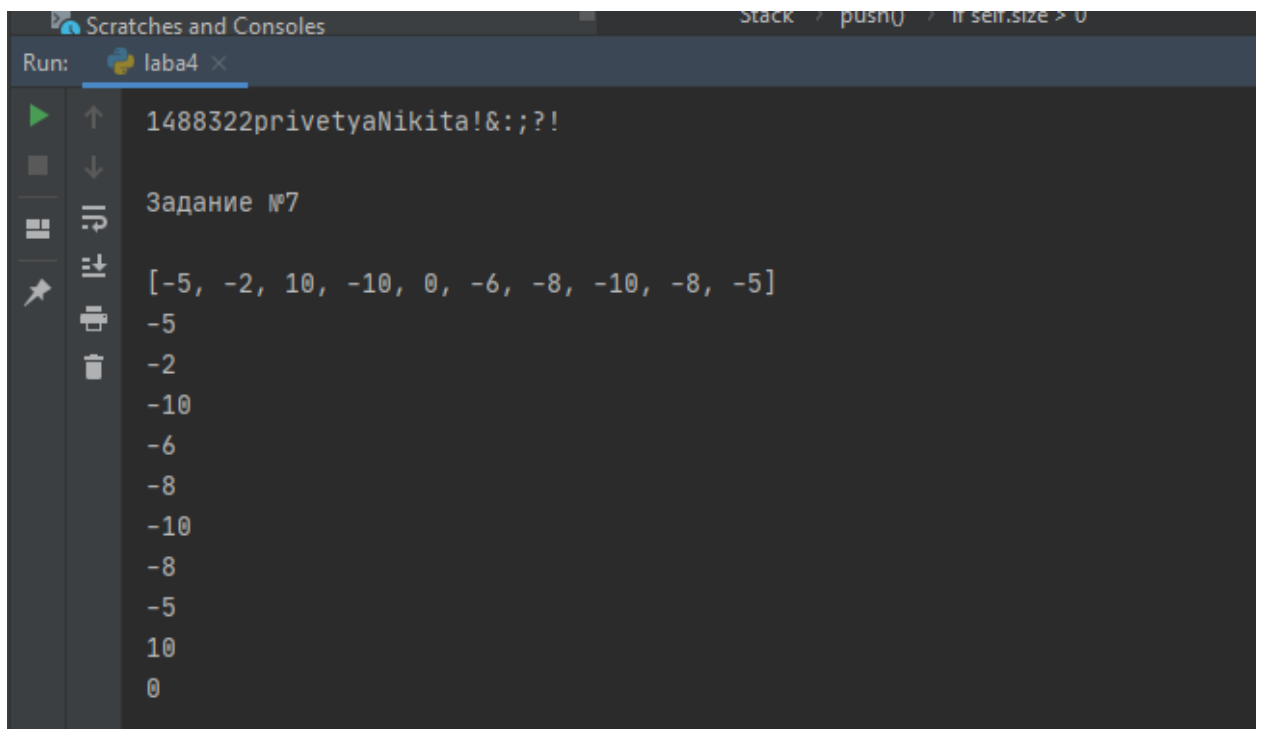 Scratches and Consoles
Stack > push() > if self.size > 0
Run: laba4 ×
1488322privetyaNikita!&:;?!
Задание №7
[-5, -2, 10, -10, 0, -6, -8, -10, -8, -5]
-5
-2
-10
-6
-8
-10
-8
-5
10
0